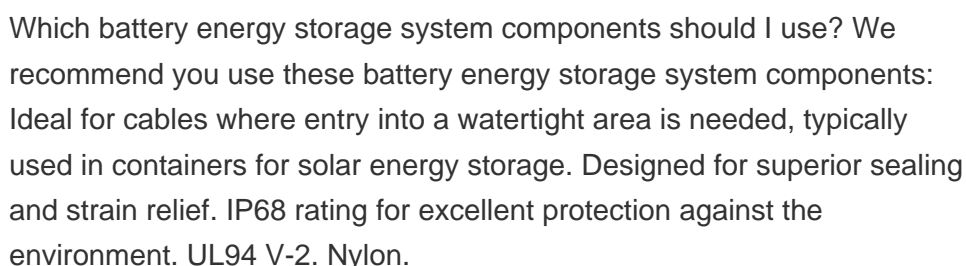 Which battery energy storage system components should I use? We
recommend you use these battery energy storage system components:
Ideal for cables where entry into a watertight area is needed, typically
used in containers for solar energy storage. Designed for superior sealing
and strain relief. IP68 rating for excellent protection against the
environment. UL94 V-2. Nylon.